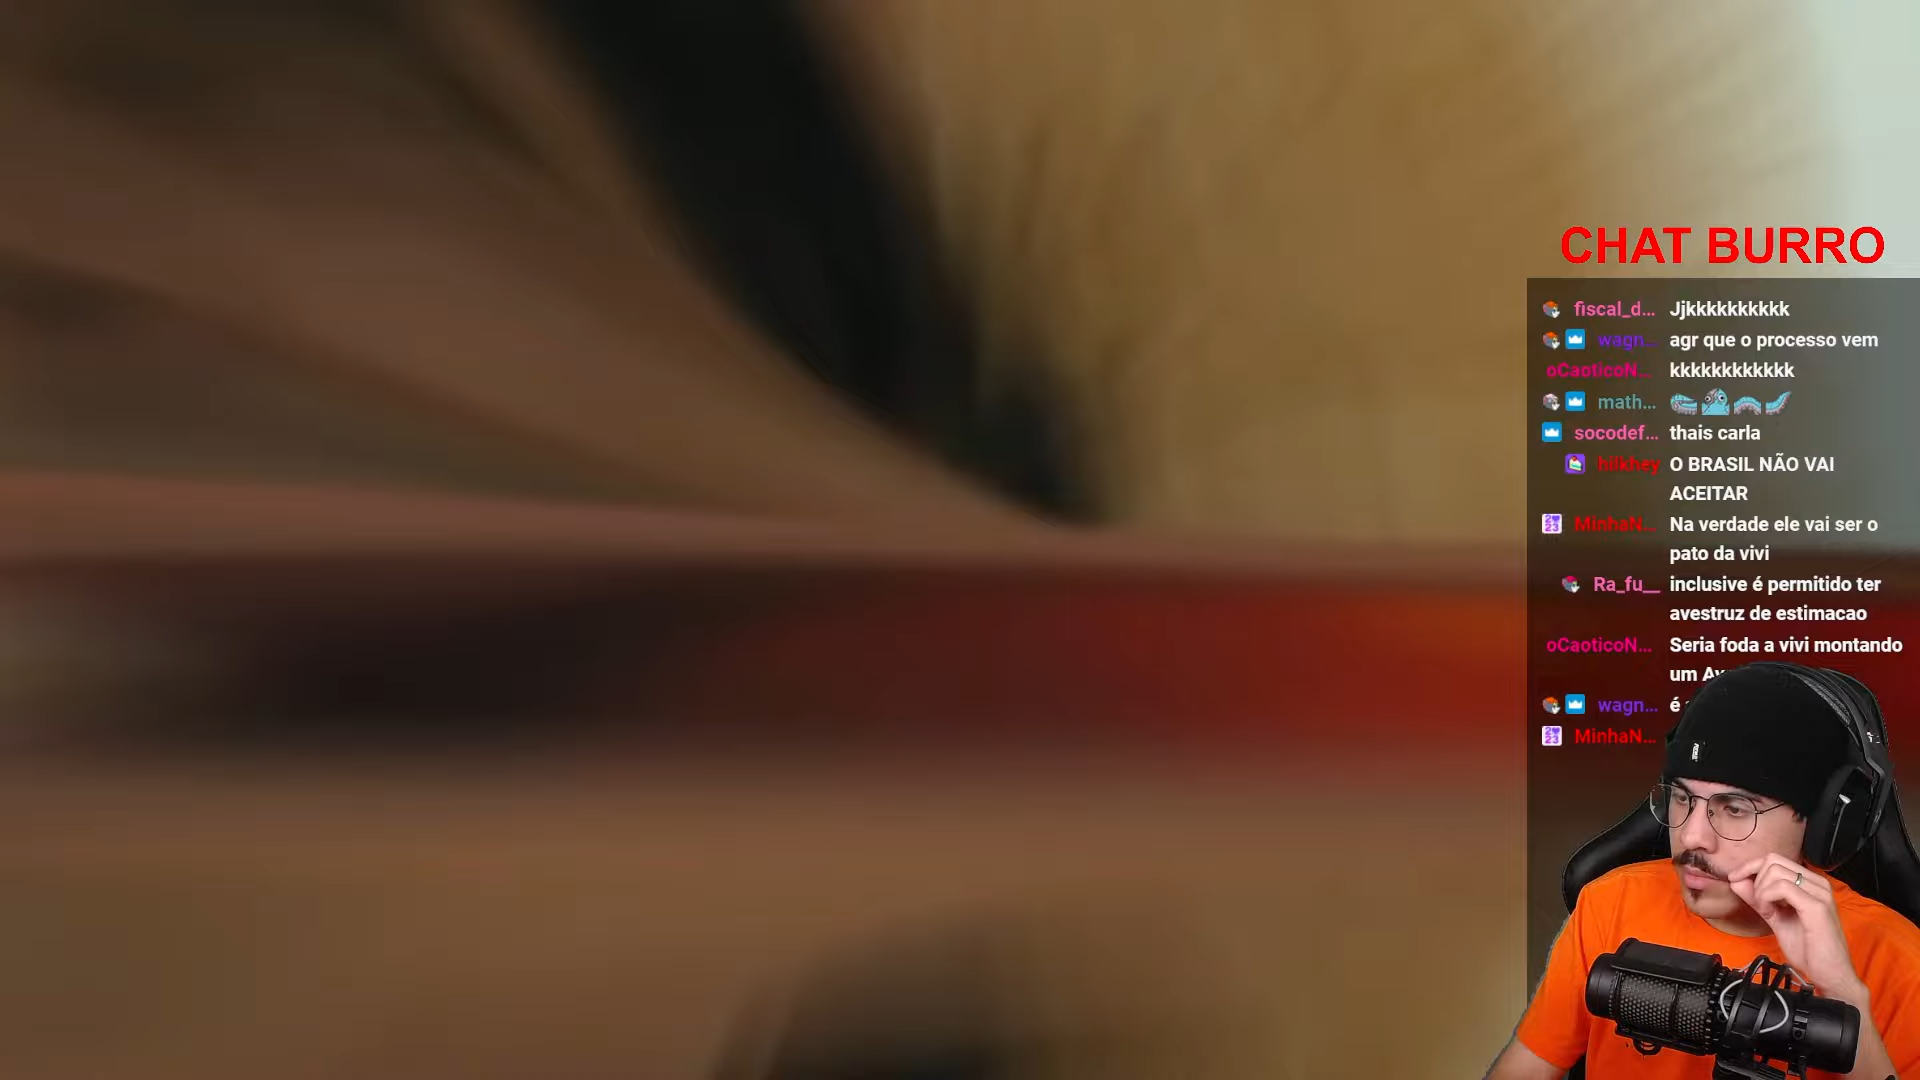 CHAT BURRO
fiscal_d... Jjkkkkkkkkkk
wagn... agr que o processo vem
oCaoticoN... kkkkkkkkkkkk
math...
socodef... thais carla
hilkhey O BRASIL NÃO VAI
ACEITAR
MinhaN... Na verdade ele vai ser o
pato da vivi
Ra_fu__ inclusive é permitido ter
avestruz de estimacao
oCaoticoN... Seria foda a vivi montando
um
wagn... é
MinhaN...